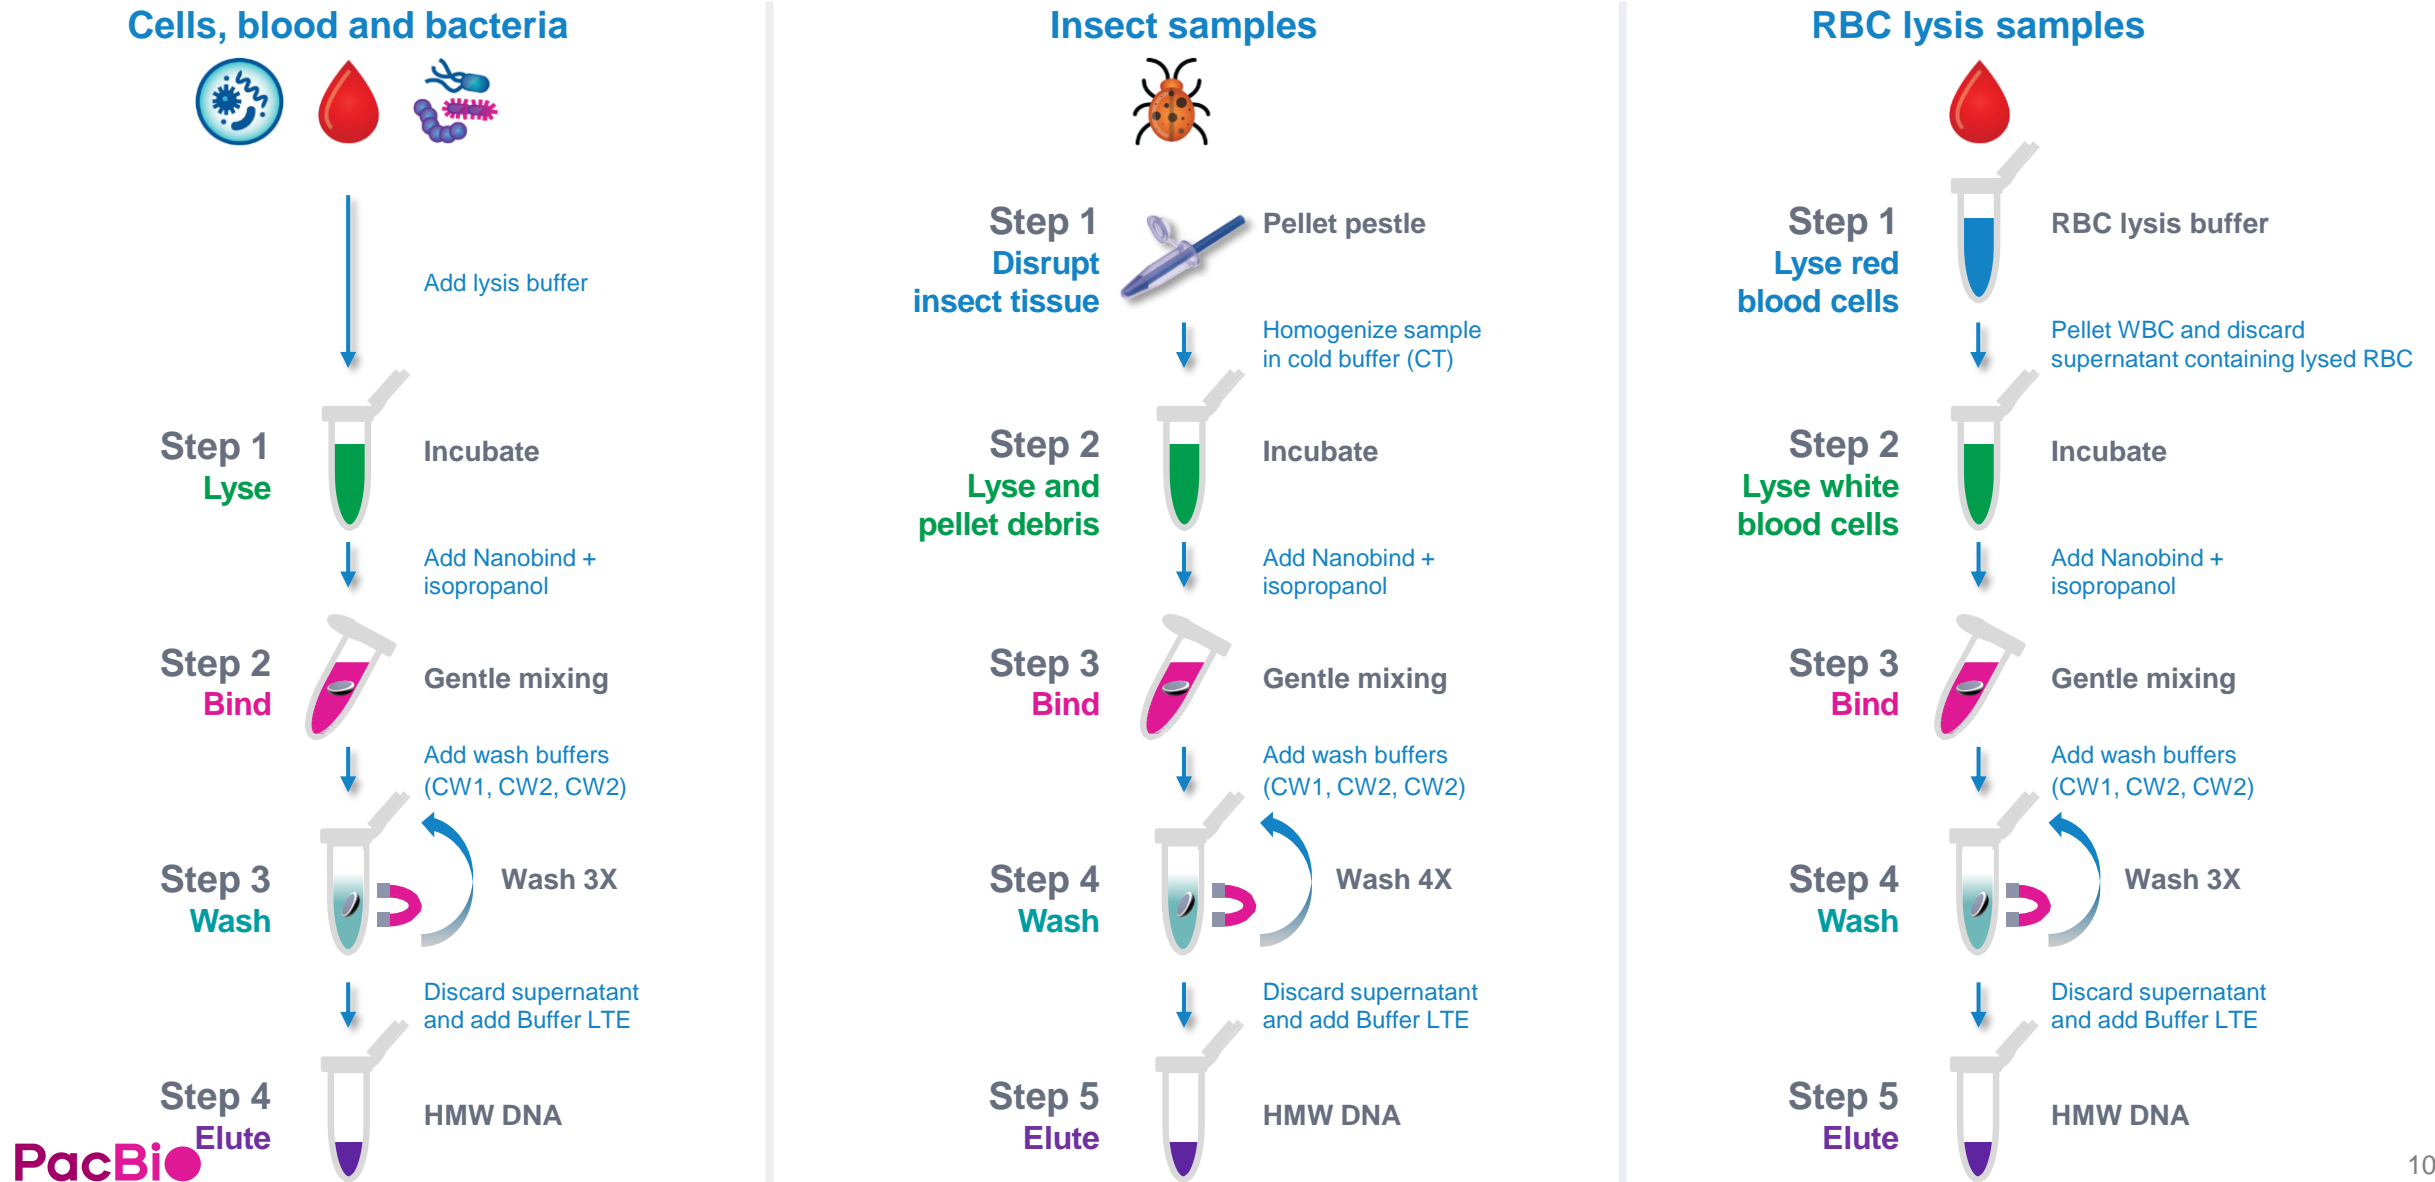 Cells, blood and bacteria
Add lysis buffer
Step 1
Lyse
Incubate
Add Nanobind +
isopropanol
Step 2
Bind
Gentle mixing
Add wash buffers
(CW1, CW2, CW2)
Step 3
Wash
Wash 3X
Discard supernatant
and add Buffer LTE
Step 4
Elute
HMW DNA
Insect samples
Step 1
Disrupt
insect tissue
Pellet pestle
Homogenize sample
in cold buffer (CT)
Step 2
Lyse and
pellet debris
Incubate
Add Nanobind +
isopropanol
Step 3
Bind
Gentle mixing
Add wash buffers
(CW1, CW2, CW2)
Step 4
Wash
Wash 4X
Discard supernatant
and add Buffer LTE
Step 5
Elute
HMW DNA
RBC lysis samples
Step 1
Lyse red
blood cells
RBC lysis buffer
Pellet WBC and discard
supernatant containing lysed RBC
Step 2
Lyse white
blood cells
Incubate
Add Nanobind +
isopropanol
Step 3
Bind
Gentle mixing
Add wash buffers
(CW1, CW2, CW2)
Step 4
Wash
Wash 3X
Discard supernatant
and add Buffer LTE
Step 5
Elute
HMW DNA
PacBio
10